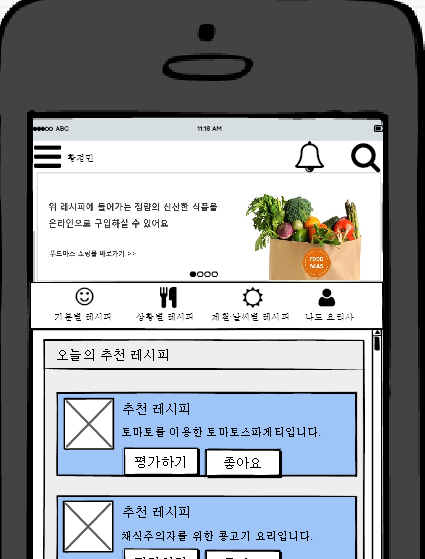 ABC 11:18 AM
황경민
위 레시피에 들어가는 정량의 신선한 식품을
온라인으로 구입하실 수 있어요
푸드마스 쇼핑몰 바로가기 >>
FOOD
MAS
기분별 레시피 상황별 레시피 계절·날씨별 레시피 나도 요리사
오늘의 추천 레시피
추천 레시피
토마토를 이용한 토마토스파게티입니다.
평가하기 좋아요
추천 레시피
채식주의자를 위한 콩고기 요리입니다.